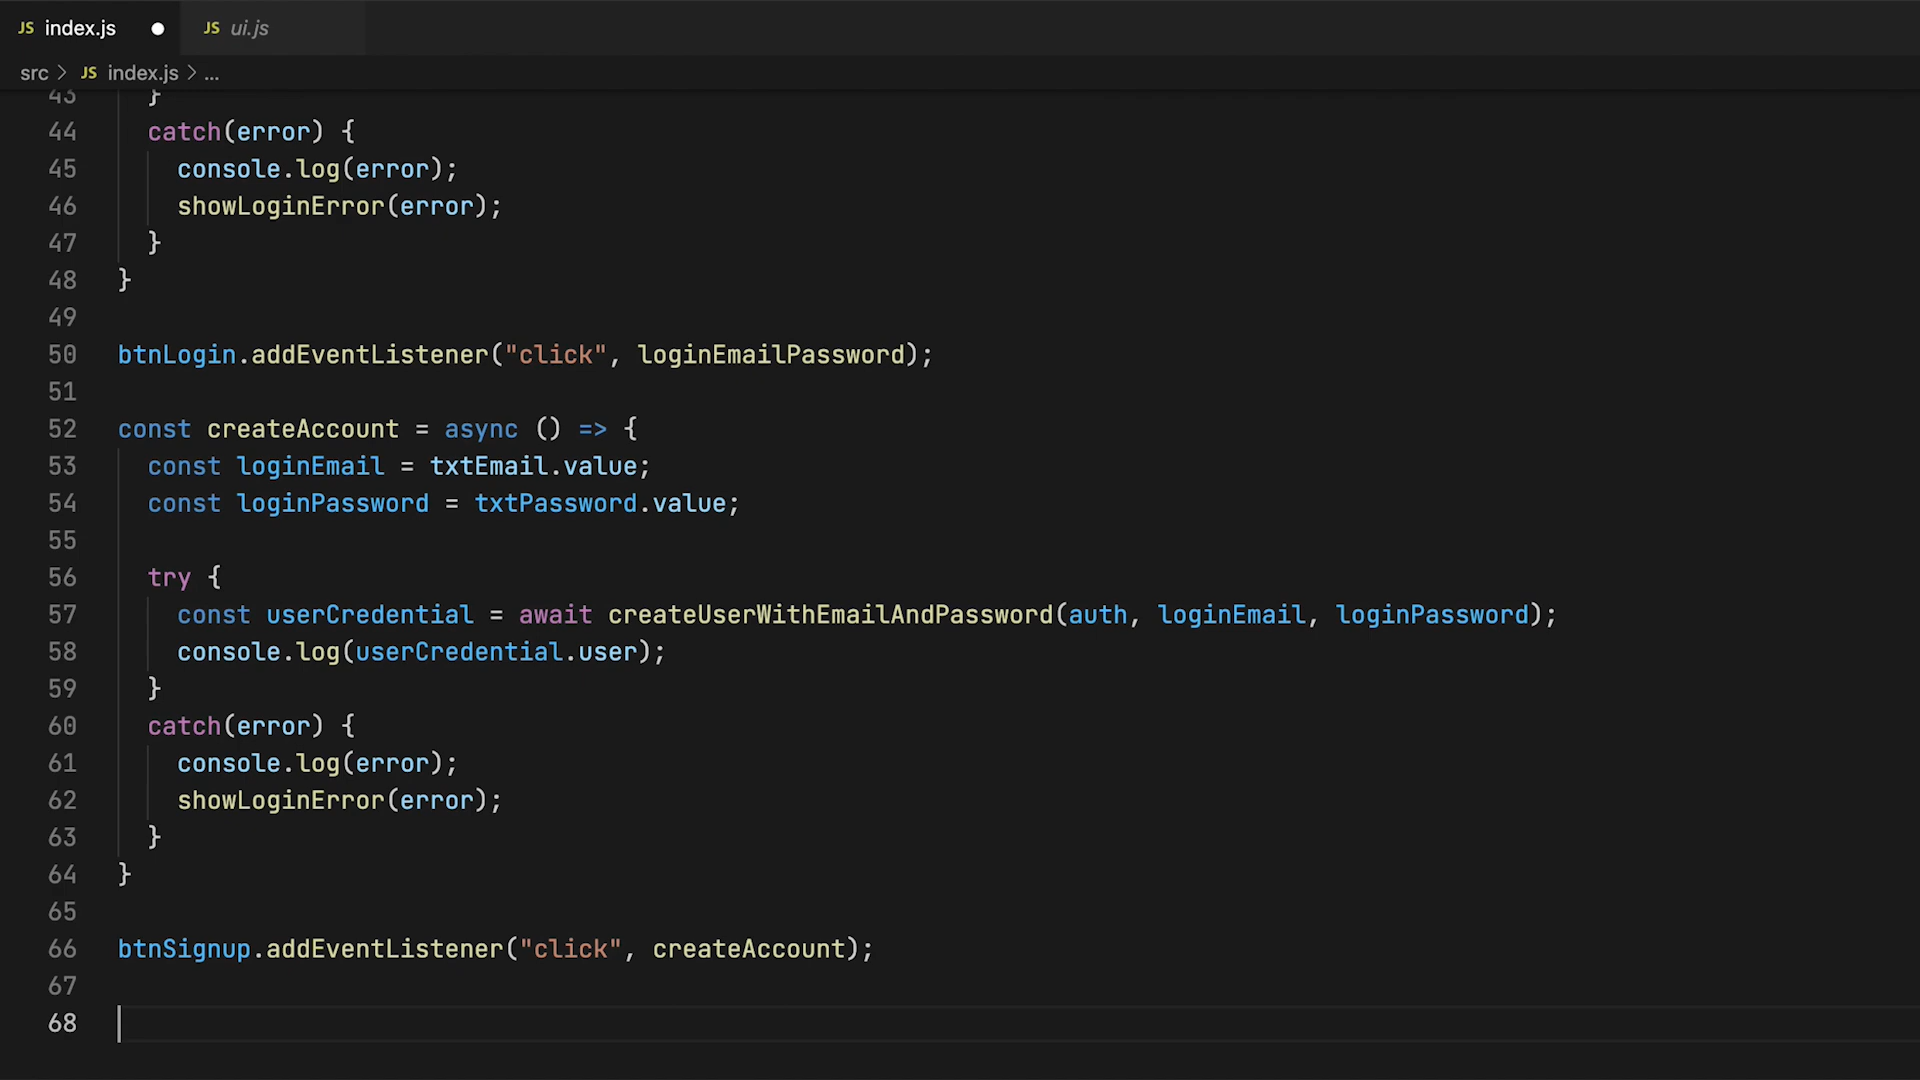 JS index.js ● JS ui.js
src > JS index.js > ...
43 }
44 catch(error) {
45 console.log(error);
46 showLoginError(error);
47 }
48 }
49
50 btnLogin.addEventListener("click", loginEmailPassword);
51
52 const createAccount = async () => {
53 const loginEmail = txtEmail.value;
54 const loginPassword = txtPassword.value;
55
56 try {
57 const userCredential = await createUserWithEmailAndPassword(auth, loginEmail, loginPassword);
58 console.log(userCredential.user);
59 }
60 catch(error) {
61 console.log(error);
62 showLoginError(error);
63 }
64 }
65
66 btnSignup.addEventListener("click", createAccount);
67
68